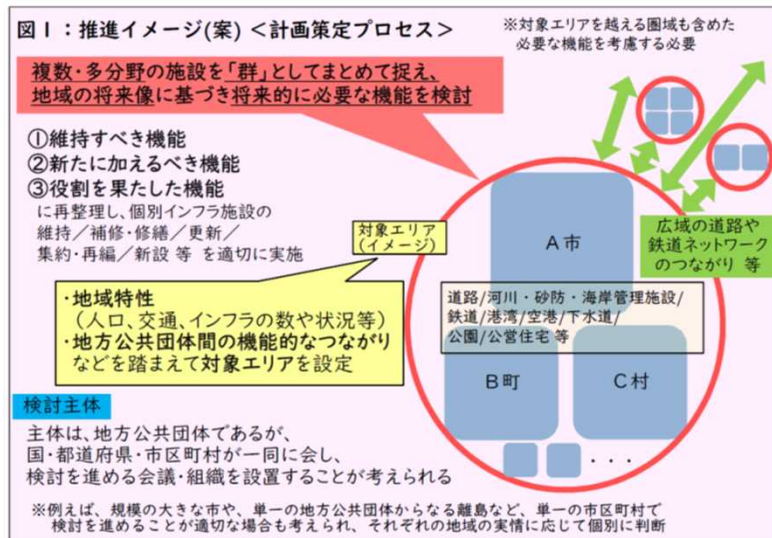 図1：推進イメージ(案) ＜計画策定プロセス＞
※対象エリアを越える圏域も含めた
必要な機能を考慮する必要
複数・多分野の施設を「群」としてまとめて捉え、
地域の将来像に基づき将来的に必要な機能を検討
①維持すべき機能
②新たに加えるべき機能
③役割を果たした機能
に再整理し、個別インフラ施設の
維持／補修・修繕／更新／
集約・再編／新設 等 を適切に実施
対象エリア
(イメージ)
A市
広域の道路や
鉄道ネットワーク
のつながり 等
・地域特性
（人口、交通、インフラの数や状況等）
・地方公共団体間の機能的なつながり
などを踏まえて対象エリアを設定
道路/河川・砂防・海岸管理施設/
鉄道/港湾/空港/下水道/
公園/公営住宅 等
B町
C村
・・・
検討主体
主体は、地方公共団体であるが、
国・都道府県・市区町村が一同に会し、
検討を進める会議・組織を設置することが考えられる
※例えば、規模の大きな市や、単一の地方公共団体からなる離島など、単一の市区町村で
検討を進めることが適切な場合も考えられ、それぞれの地域の実情に応じて個別に判断